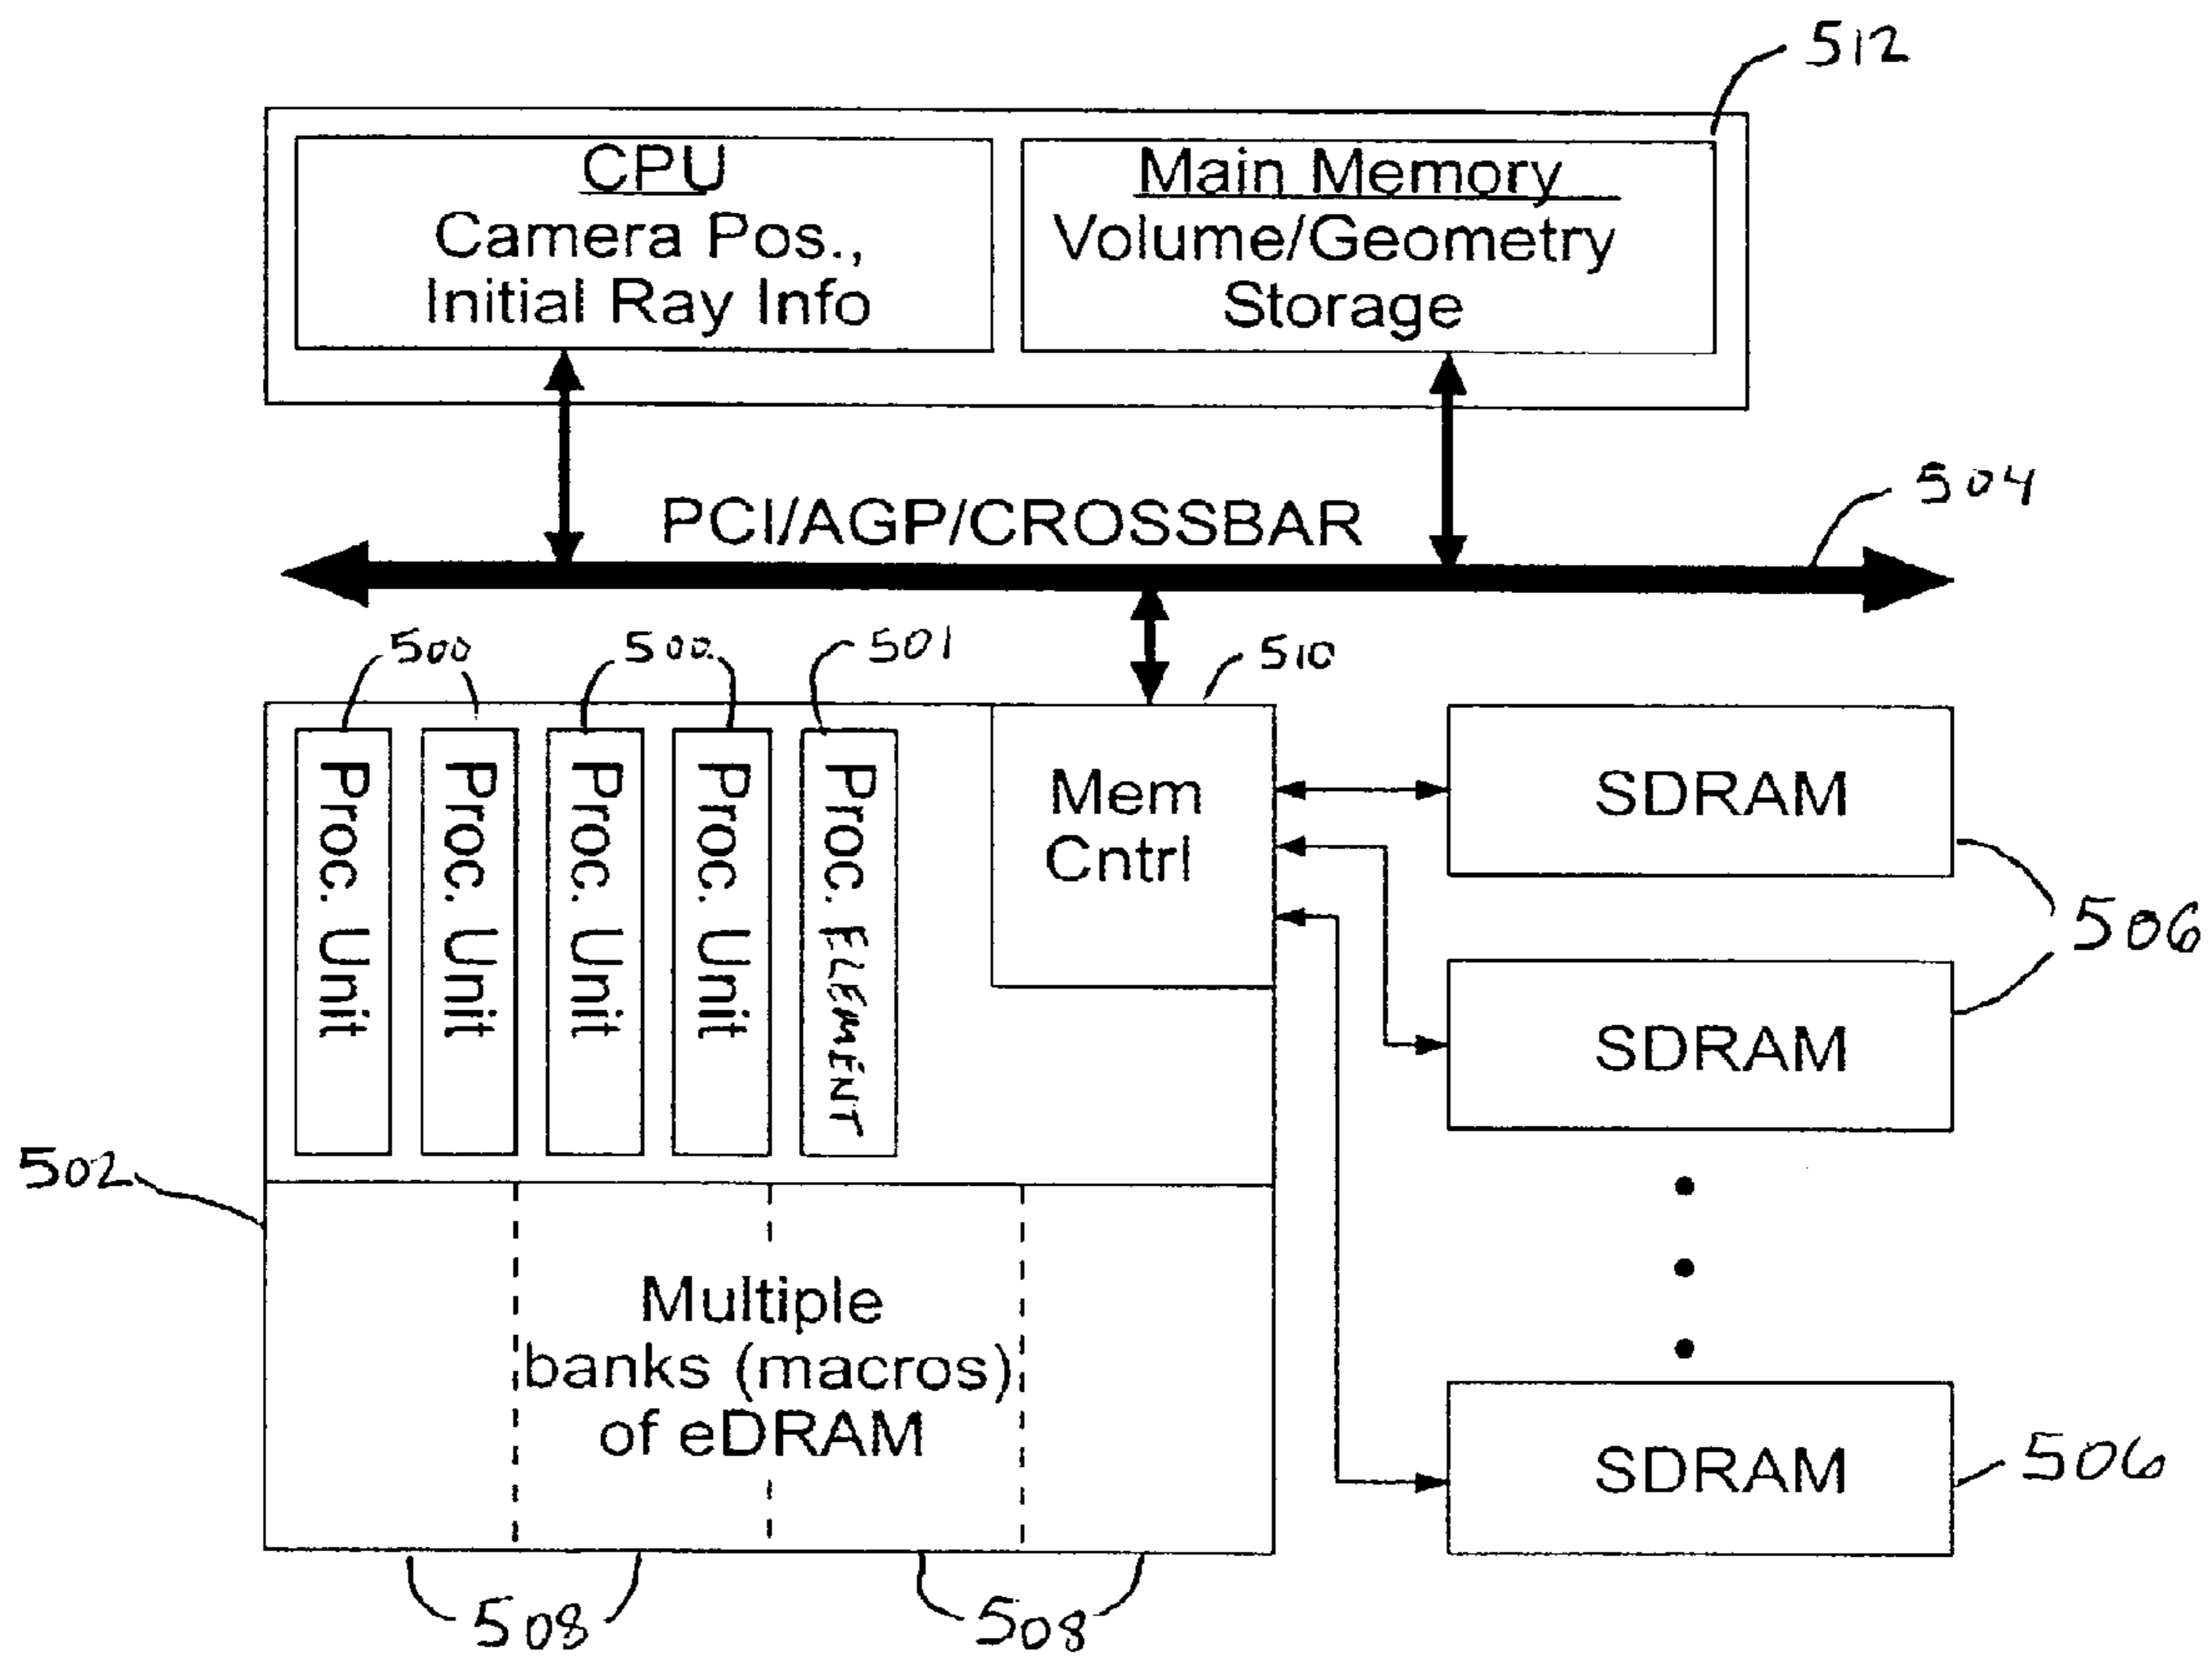 512
CPU
Camera Pos.,
Initial Ray Info
Main Memory
Volume/Geometry
Storage
504
PCI/AGP/CROSSBAR
500
500
501
510
Proc. Unit
Proc. Unit
Proc. Unit
Proc. Unit
Proc. ELEMENT
Mem
Cntrl
SDRAM
506
SDRAM
502
Multiple
banks (macros)
of eDRAM
SDRAM
506
508
508